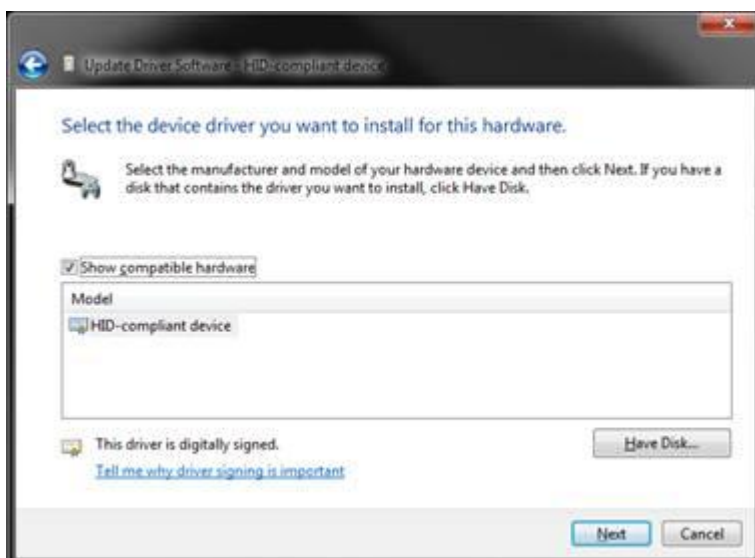 Update Driver Software - HID-compliant device
Select the device driver you want to install for this hardware.
Select the manufacturer and model of your hardware device and then click Next. If you have a
disk that contains the driver you want to install, click Have Disk.
Show compatible hardware
Model
HID-compliant device
This driver is digitally signed.
Have Disk...
Tell me why driver signing is important
Next
Cancel